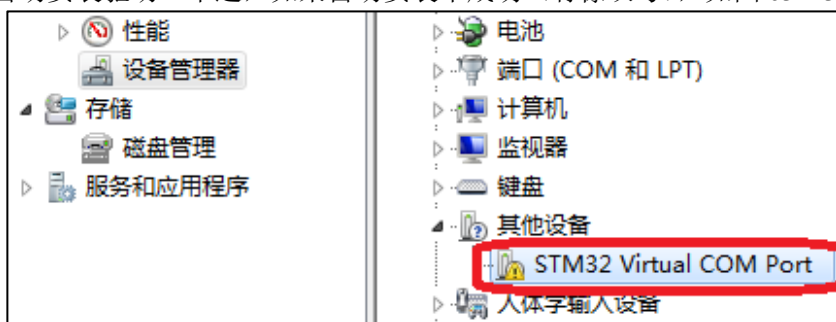 性能
设备管理器
存储
磁盘管理
服务和应用程序
电池
端口 (COM 和 LPT)
计算机
监视器
键盘
其他设备
STM32 Virtual COM Port
人体学输入设备